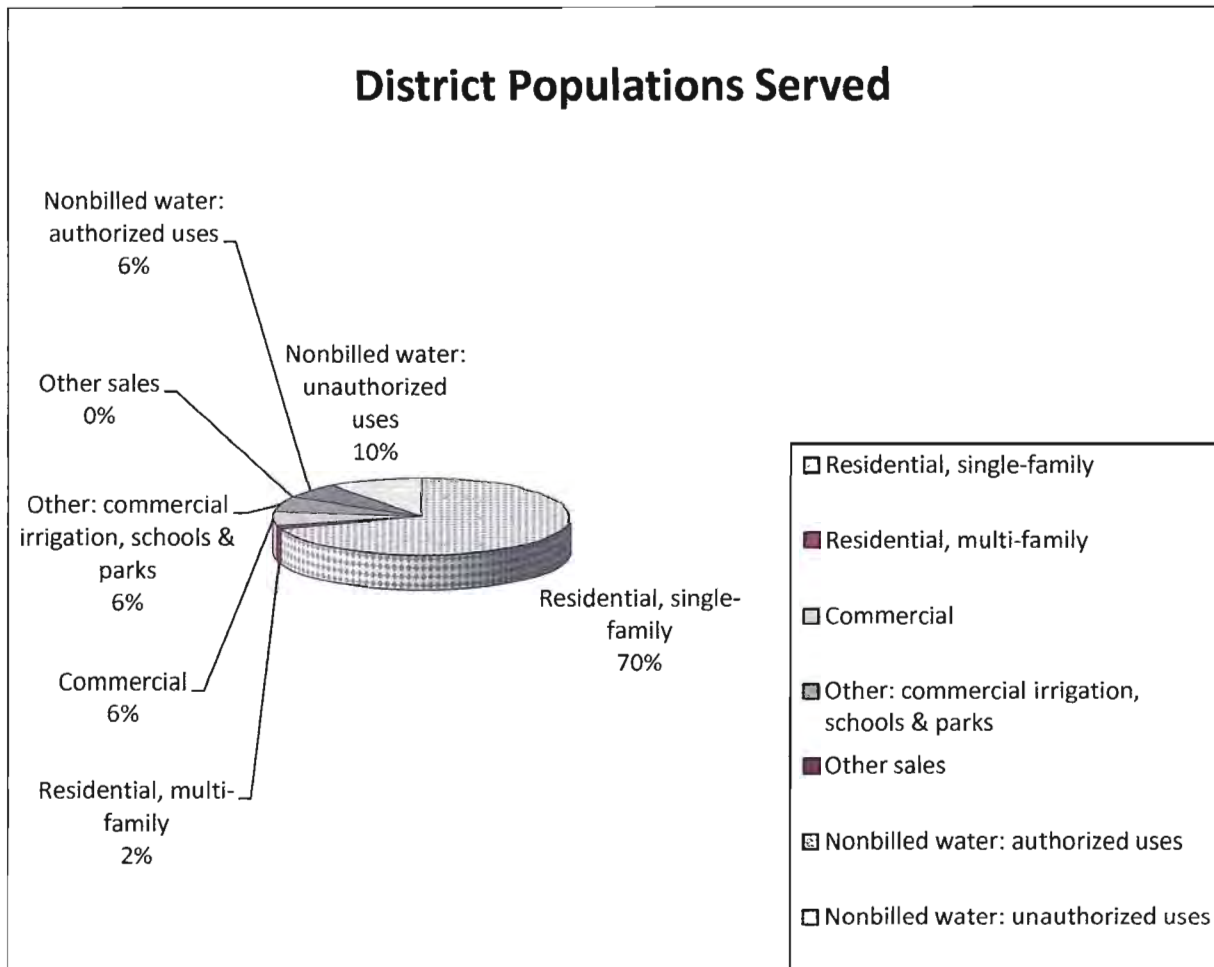 District Populations Served
Nonbilled water:
authorized uses
6%
Nonbilled water:
unauthorized
uses
10%
Other sales
0%
Other: commercial
irrigation, schools &
parks
6%
Commercial
6%
Residential, multi-
family
2%
Residential, single-
family
70%
Residential, single-family
Residential, multi-family
Commercial
Other: commercial irrigation,
schools & parks
Other sales
Nonbilled water: authorized uses
Nonbilled water: unauthorized uses